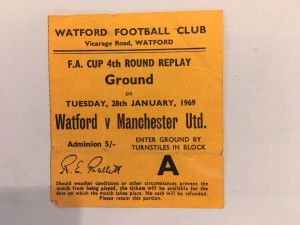 WATFORD FOOTBALL CLUB
Vicarage Road, WATFORD
F.A. CUP 4th ROUND REPLAY
Ground
on
TUESDAY, 28th JANUARY, 1969
Watford v Manchester Utd.
Admission 5/-
ENTER GROUND BY
TURNSTILES IN BLOCK
R. E. Rollitt
A
Should weather conditions or other circumstances prevent the
match from being played, the tickets will be available for the
date on which the match takes place. No cash will be refunded.
Please retain this portion.